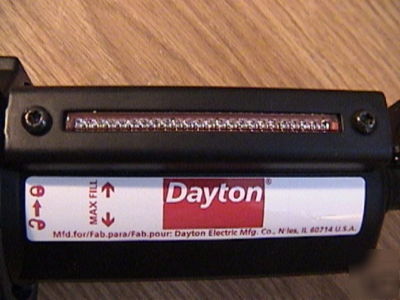 Dayton®
MAX FILL
Mfd.for/Fab.para/Fab.pour: Dayton Electric Mfg. Co., Niles, IL 60714 U.S.A.